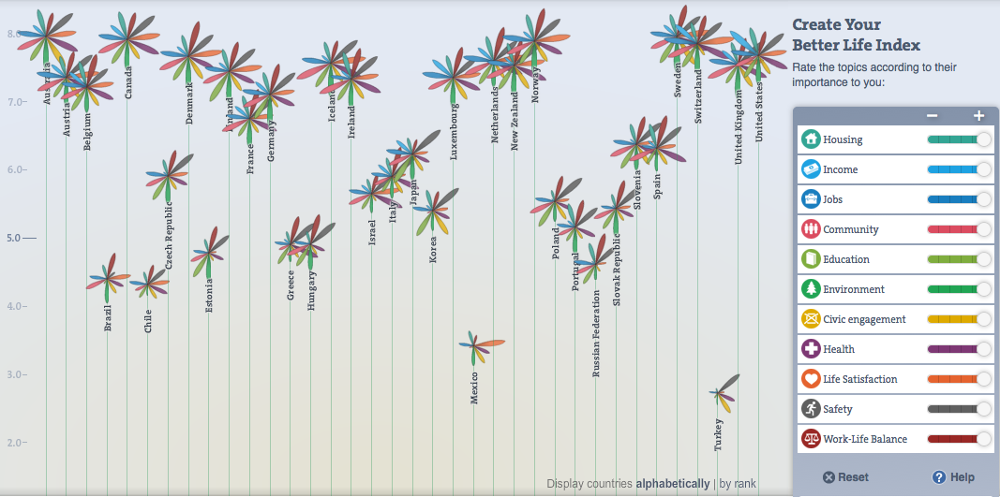 8.0
7.0
6.0
5.0
4.0
3.0
2.0
Australia
Austria
Belgium
Brazil
Canada
Chile
Czech Republic
Denmark
Estonia
Finland
France
Germany
Greece
Hungary
Iceland
Ireland
Israel
Italy
Japan
Korea
Luxembourg
Mexico
Netherlands
New Zealand
Norway
Poland
Portugal
Russian Federation
Slovak Republic
Slovenia
Spain
Sweden
Switzerland
Turkey
United Kingdom
United States
Display countries alphabetically | by rank
Create Your
Better Life Index
Rate the topics according to their
importance to you:
− +
Housing
Income
Jobs
Community
Education
Environment
Civic engagement
Health
Life Satisfaction
Safety
Work-Life Balance
Reset ? Help